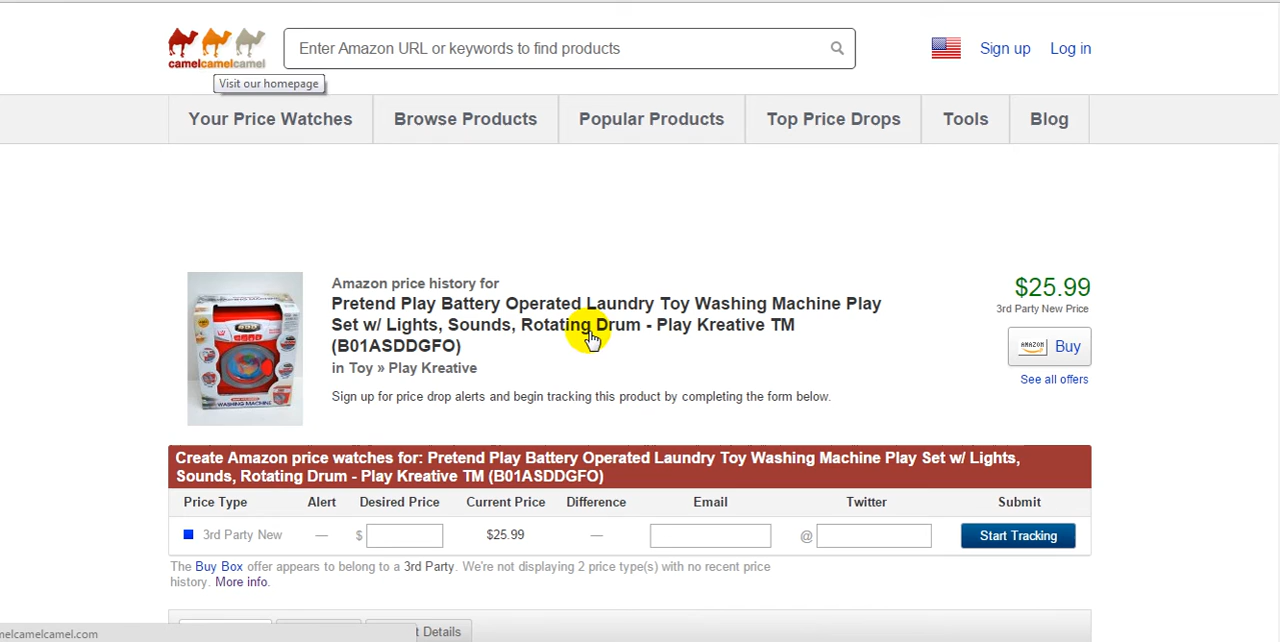 camelcamelcamel
Enter Amazon URL or keywords to find products
Sign up
Log in
Visit our homepage
Your Price Watches
Browse Products
Popular Products
Top Price Drops
Tools
Blog
Amazon price history for
Pretend Play Battery Operated Laundry Toy Washing Machine Play
Set w/ Lights, Sounds, Rotating Drum - Play Kreative TM
(B01ASDDGFO)
in Toy » Play Kreative
Sign up for price drop alerts and begin tracking this product by completing the form below.
$25.99
3rd Party New Price
AMAZON Buy
See all offers
WASHING MACHINE
Create Amazon price watches for: Pretend Play Battery Operated Laundry Toy Washing Machine Play Set w/ Lights,
Sounds, Rotating Drum - Play Kreative TM (B01ASDDGFO)
Price Type Alert Desired Price Current Price Difference Email Twitter Submit
3rd Party New — $ $25.99 — @ Start Tracking
The Buy Box offer appears to belong to a 3rd Party. We're not displaying 2 price type(s) with no recent price
history. More info.
t Details
melcamelcamel.com